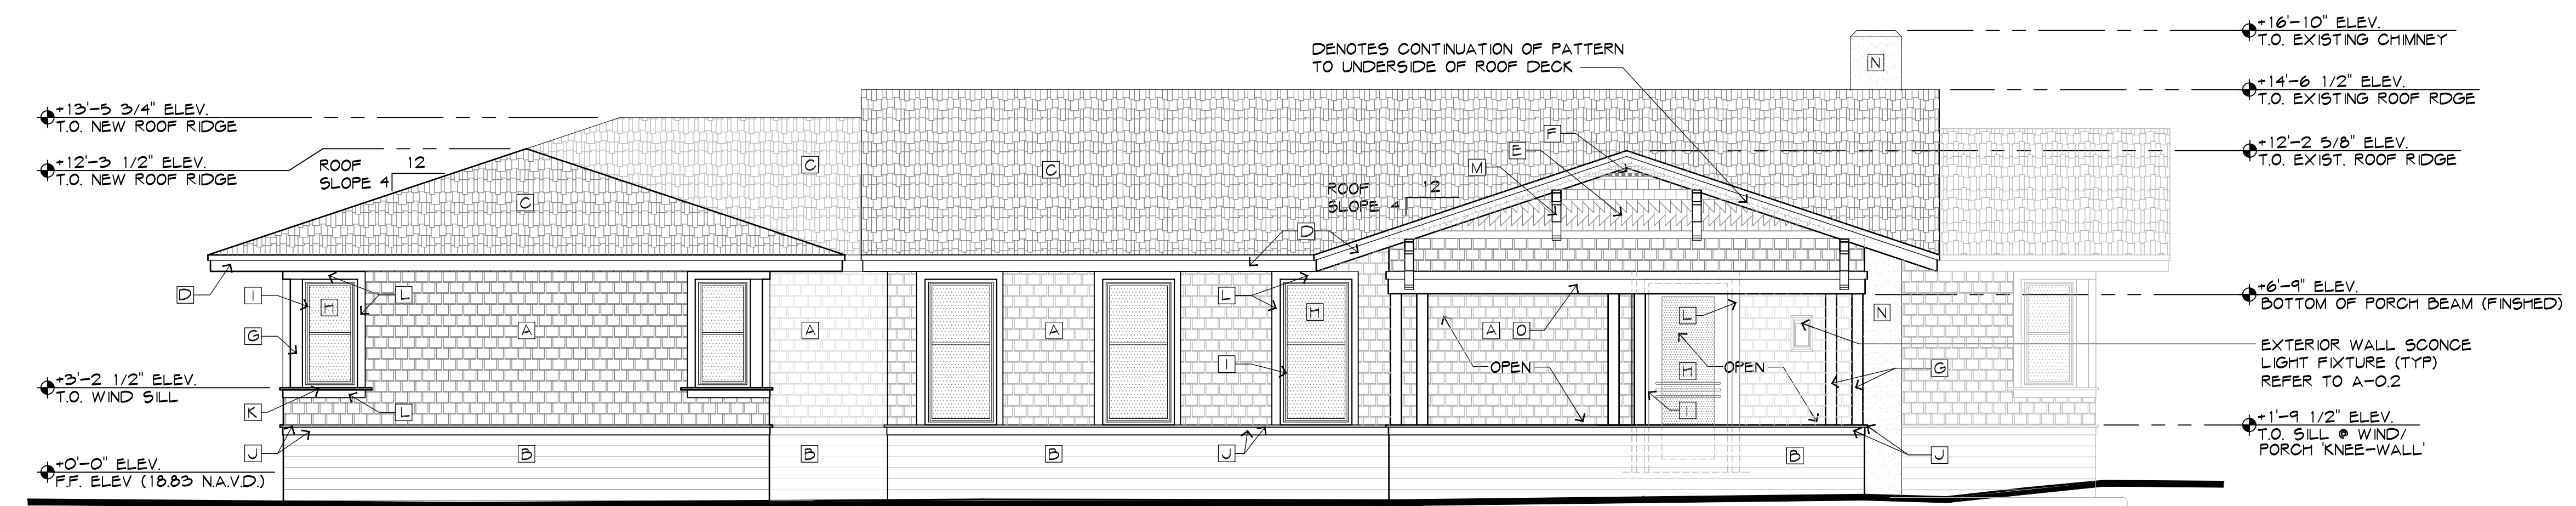 +16'-10" ELEV.
T.O. EXISTING CHIMNEY
DENOTES CONTINUATION OF PATTERN
TO UNDERSIDE OF ROOF DECK
N
+14'-6 1/2" ELEV.
T.O. EXISTING ROOF RDGE
+13'-5 3/4" ELEV.
T.O. NEW ROOF RIDGE
+12'-3 1/2" ELEV.
T.O. NEW ROOF RIDGE
ROOF
SLOPE 4
12
C
C
C
F
E
M
+12'-2 5/8" ELEV.
T.O. EXIST. ROOF RIDGE
ROOF
SLOPE 4
12
D
D
I
H
L
L
H
+6'-9" ELEV.
BOTTOM OF PORCH BEAM (FINSHED)
N
G
A
A
A
A
O
L
EXTERIOR WALL SCONCE
LIGHT FIXTURE (TYP)
REFER TO A-0.2
I
OPEN
H
OPEN
G
+3'-2 1/2" ELEV.
T.O. WIND SILL
K
L
I
+1'-9 1/2" ELEV.
T.O. SILL @ WIND/
PORCH 'KNEE-WALL'
J
B
B
B
J
B
J
+0'-0" ELEV.
F.F. ELEV (18.83 N.A.V.D.)